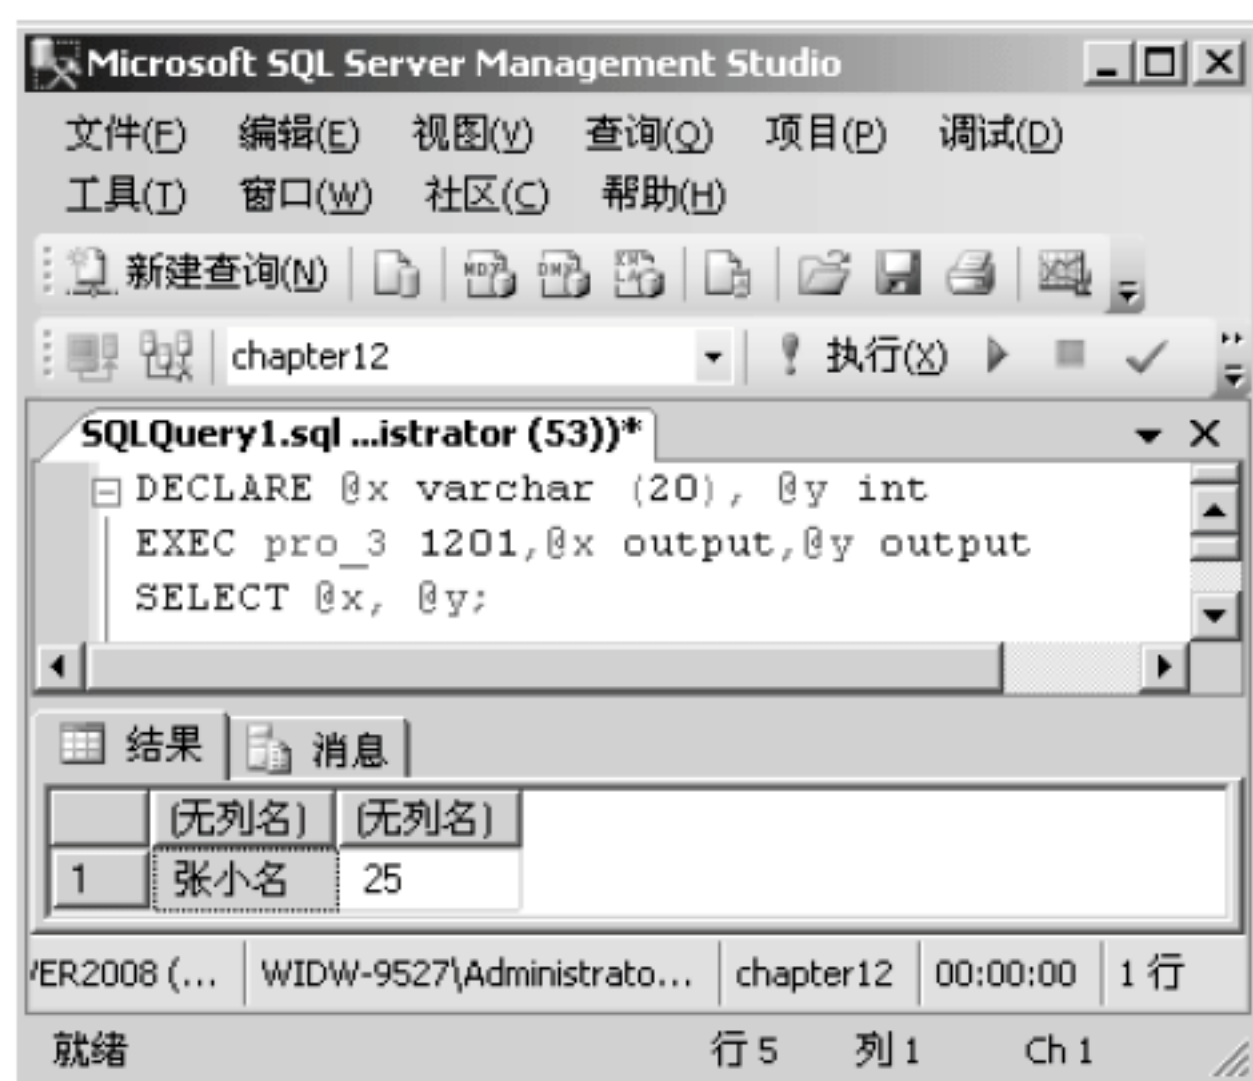 Microsoft SQL Server Management Studio
文件(F) 编辑(E) 视图(V) 查询(Q) 项目(P) 调试(D)
工具(T) 窗口(W) 社区(C) 帮助(H)
新建查询(N)
chapter12 执行(X)
SQLQuery1.sql ...istrator (53))*
DECLARE @x varchar (20), @y int
EXEC pro_3 1201,@x output,@y output
SELECT @x, @y;
结果 消息
(无列名) (无列名)
1 张小名 25
VER2008 (... WIDW-9527\Administrato... chapter12 00:00:00 1 行
就绪 行 5 列 1 Ch 1